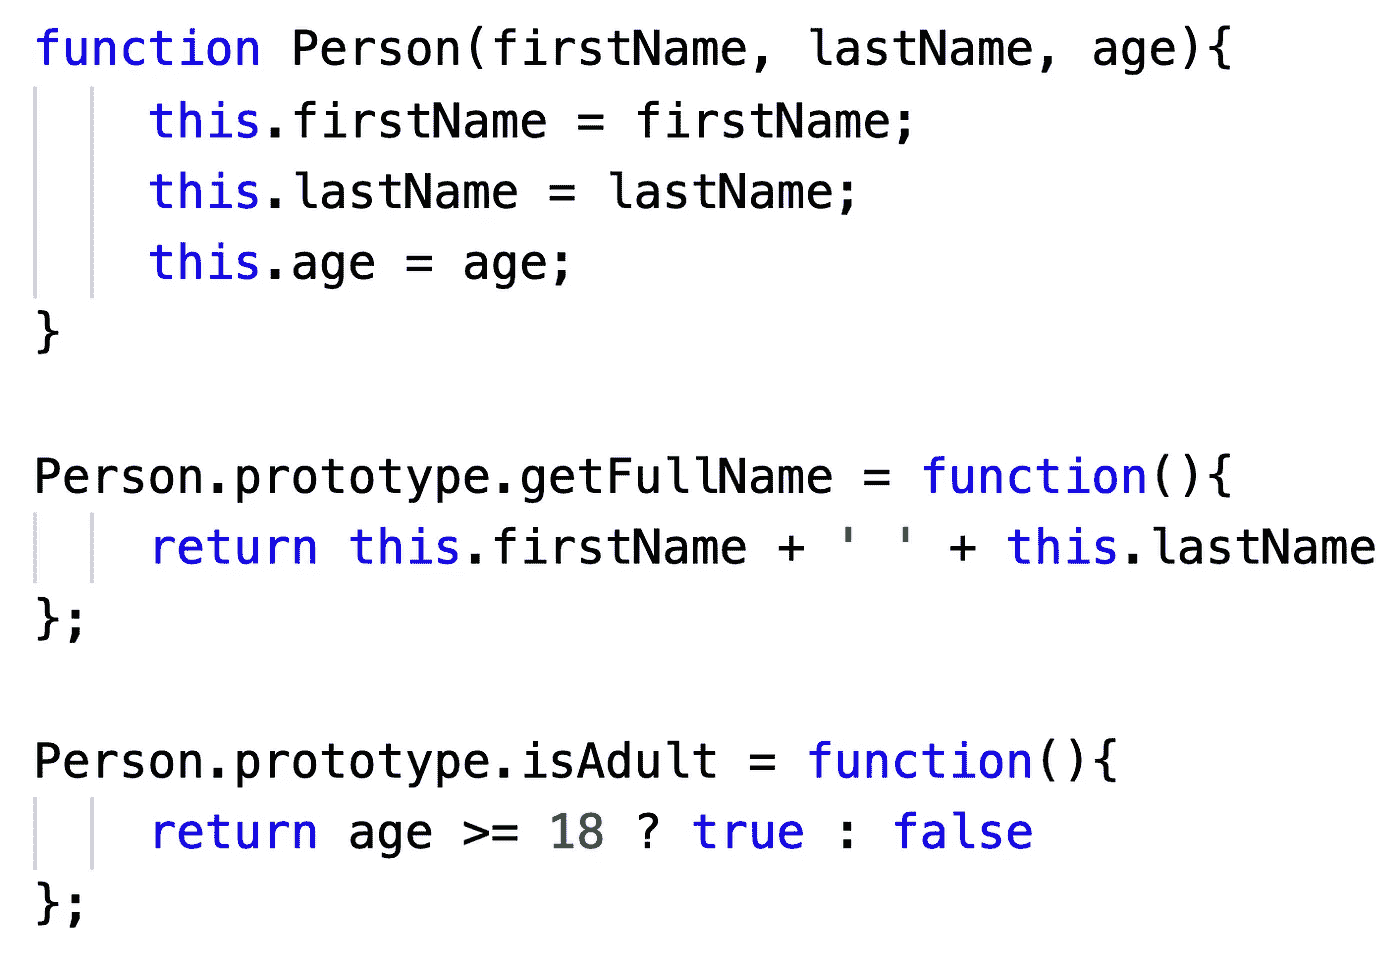 function Person(firstName, lastName, age){
    this.firstName = firstName;
    this.lastName = lastName;
    this.age = age;
}
Person.prototype.getFullName = function(){
    return this.firstName + ' ' + this.lastName
};
Person.prototype.isAdult = function(){
    return age >= 18 ? true : false
};